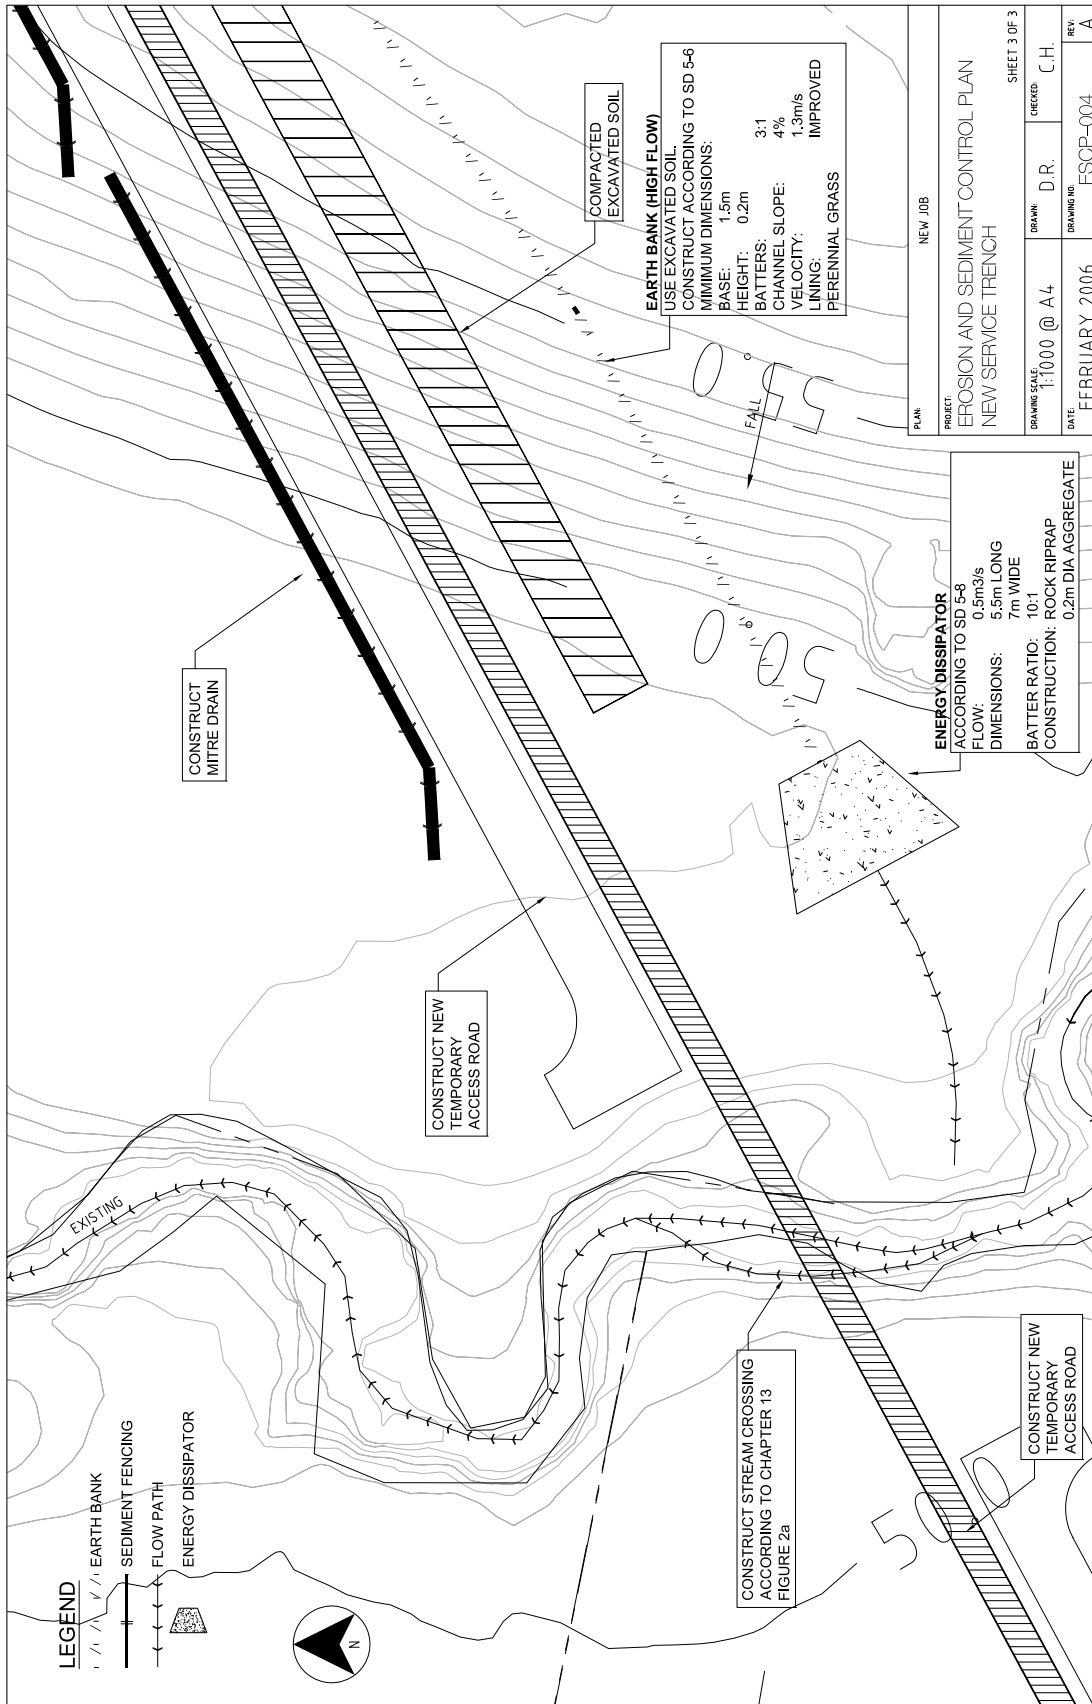 LEGEND
EARTH BANK
SEDIMENT FENCING
FLOW PATH
ENERGY DISSIPATOR
N
EXISTING
CONSTRUCT
MITRE DRAIN
CONSTRUCT NEW
TEMPORARY
ACCESS ROAD
CONSTRUCT STREAM CROSSING
ACCORDING TO CHAPTER 13
FIGURE 2a
CONSTRUCT NEW
TEMPORARY
ACCESS ROAD
COMPACTED
EXCAVATED SOIL
EARTH BANK (HIGH FLOW)
USE EXCAVATED SOIL.
CONSTRUCT ACCORDING TO SD 5-6
MIMIMUM DIMENSIONS:
BASE: 1.5m
HEIGHT: 0.2m
BATTERS: 3:1
CHANNEL SLOPE: 4%
VELOCITY: 1.3m/s
LINING: IMPROVED
PERENNIAL GRASS
FALL
ENERGY DISSIPATOR
ACCORDING TO SD 5-8
FLOW: 0.5m3/s
DIMENSIONS: 5.5m LONG
7m WIDE
BATTER RATIO: 10:1
CONSTRUCTION: ROCK RIPRAP
0.2m DIA AGGREGATE
PLAN: NEW JOB
PROJECT:
EROSION AND SEDIMENT CONTROL PLAN
NEW SERVICE TRENCH
SHEET 3 OF 3
DRAWING SCALE: 1:1000 @ A4
DRAWN: D.R.
CHECKED: C.H.
DATE: FEBRUARY 2006
DRAWING NO: ESCP-004
REV: A